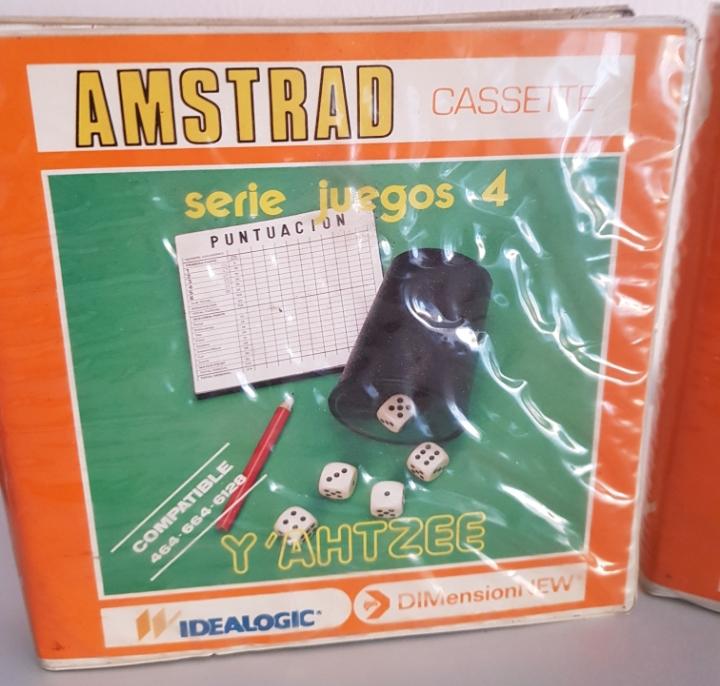 AMSTRAD CASSETTE
serie juegos 4
PUNTUACION
COMPATIBLE
464-664-6128
Y'AHTZEE
IDEALOGIC
DIMensionNEW